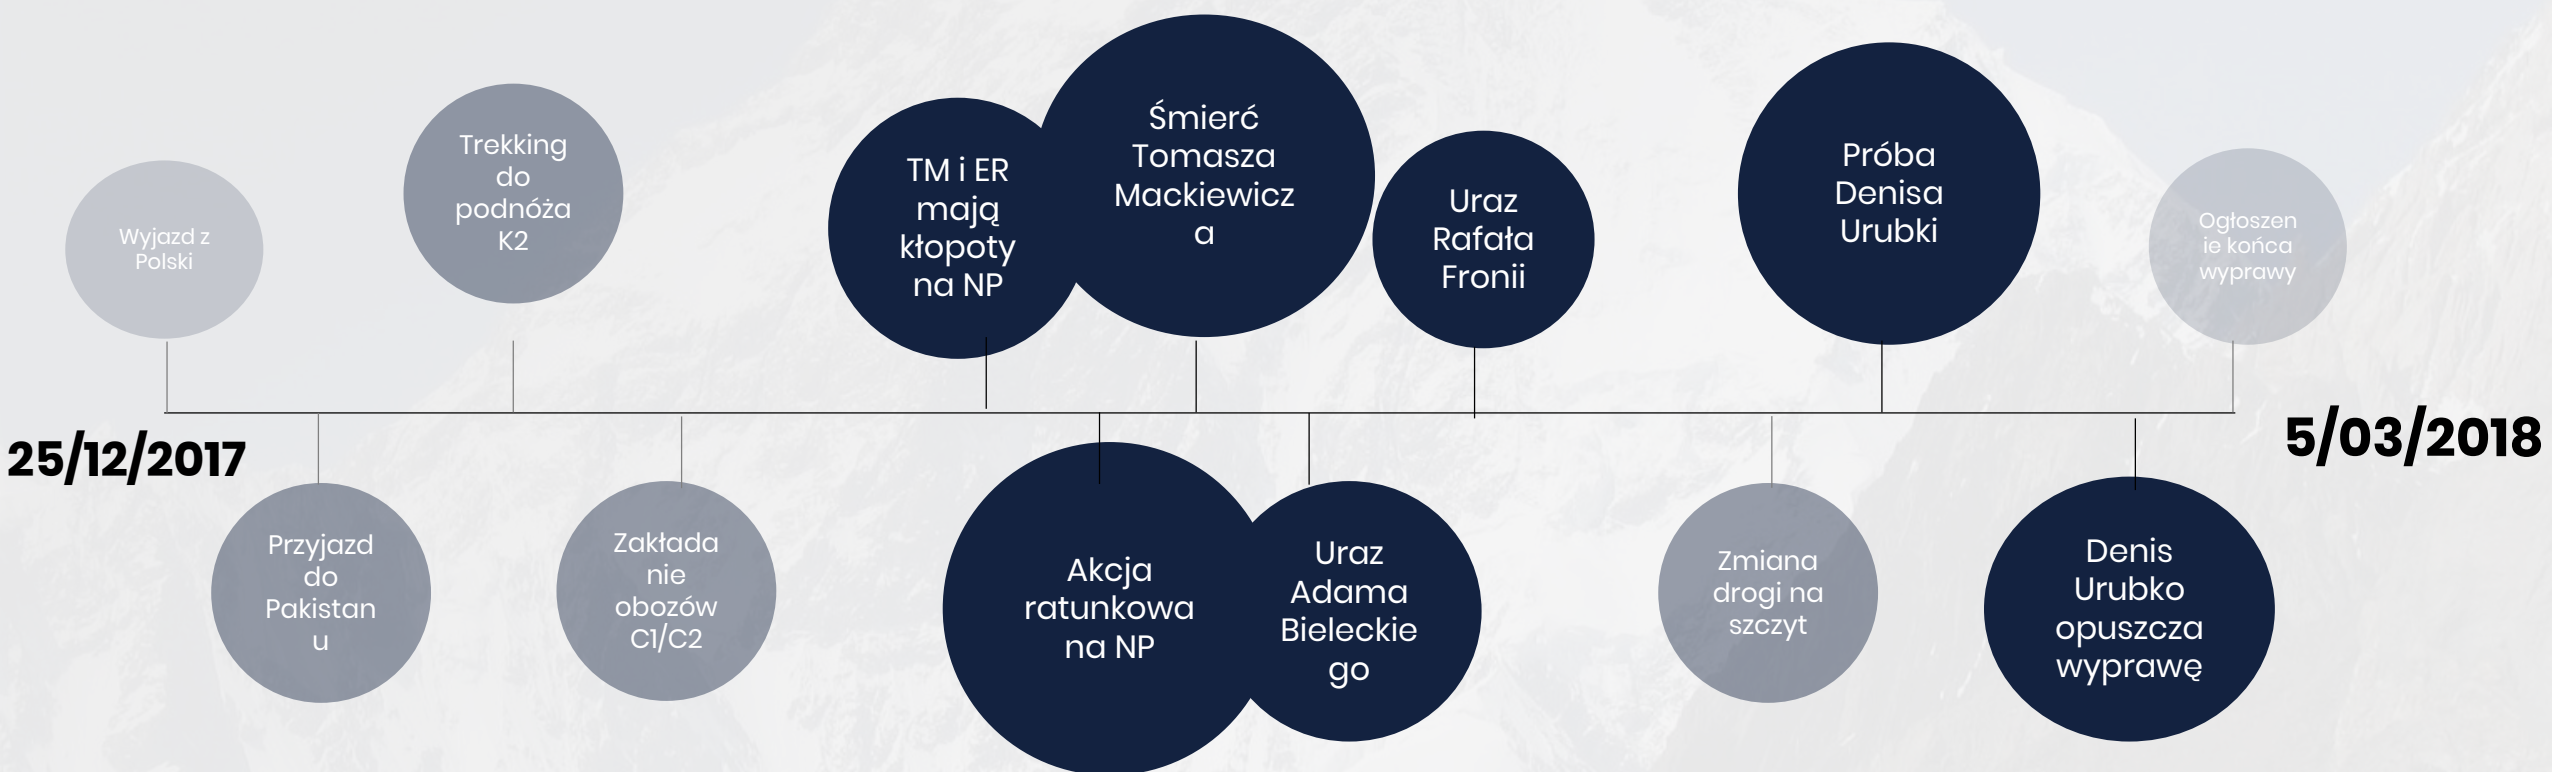 Wyjazd z
Polski
Trekking
do
podnóża
K2
TM i ER
mają
kłopoty
na NP
Śmierć
Tomasza
Mackiewicz
a
Uraz
Rafała
Fronii
Próba
Denisa
Urubki
Ogłoszen
ie końca
wyprawy
25/12/2017
5/03/2018
Przyjazd
do
Pakistan
u
Zakłada
nie
obozów
C1/C2
Akcja
ratunkowa
na NP
Uraz
Adama
Bieleckie
go
Zmiana
drogi na
szczyt
Denis
Urubko
opuszcza
wyprawę